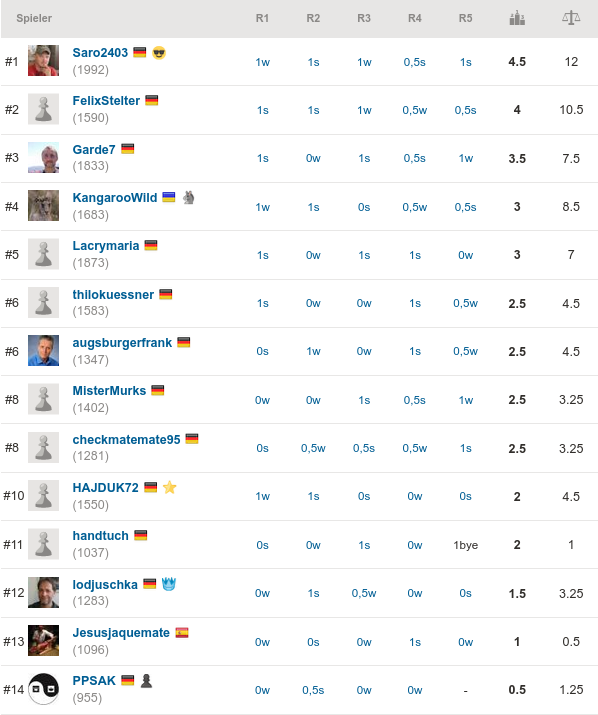 Spieler R1 R2 R3 R4 R5
#1 Saro2403 1w 1s 1w 0,5s 1s 4.5 12
(1992)
#2 FelixStelter 1s 1s 1w 0,5w 0,5s 4 10.5
(1590)
#3 Garde7 1s 0w 1s 0,5s 1w 3.5 7.5
(1833)
#4 KangarooWild 1w 1s 0s 0,5w 0,5s 3 8.5
(1683)
#5 Lacrymaria 1s 0w 1s 1s 0w 3 7
(1873)
#6 thilokuessner 1s 0w 0w 1s 0,5w 2.5 4.5
(1583)
#6 augsburgerfrank 0s 1w 0w 1s 0,5w 2.5 4.5
(1347)
#8 MisterMurks 0w 0w 1s 0,5s 1w 2.5 3.25
(1402)
#8 checkmatemate95 0s 0,5w 0,5s 0,5w 1s 2.5 3.25
(1281)
#10 HAJDUK72 1w 1s 0s 0w 0s 2 4.5
(1550)
#11 handtuch 0s 0w 1s 0w 1bye 2 1
(1037)
#12 lodjuschka 0w 1s 0,5w 0w 0s 1.5 3.25
(1283)
#13 Jesusjaquemate 0w 0s 0w 1s 0w 1 0.5
(1096)
#14 PPSAK 0w 0,5s 0w 0w - 0.5 1.25
(955)